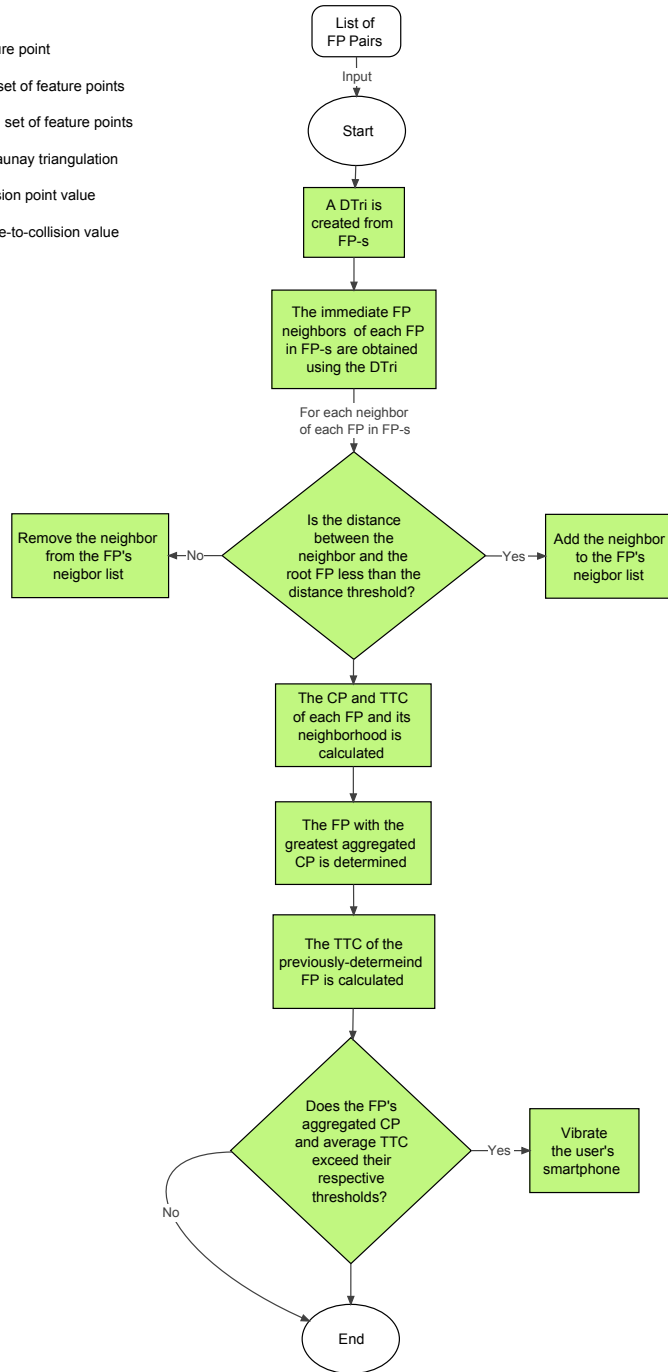 List of
FP Pairs
re point
set of feature points
set of feature points
aunay triangulation
sion point value
e-to-collision value
Input
Start
A DTri is
created from
FP-s
The immediate FP
neighbors of each FP
in FP-s are obtained
using the DTri
For each neighbor
of each FP in FP-s
Is the distance
between the
neighbor and the
root FP less than the
distance threshold?
No
Remove the neighbor
from the FP's
neigbor list
Yes
Add the neighbor
to the FP's
neigbor list
The CP and TTC
of each FP and its
neighborhood is
calculated
The FP with the
greatest aggregated
CP is determined
The TTC of the
previously-determeind
FP is calculated
Does the FP's
aggregated CP
and average TTC
exceed their
respective
thresholds?
Yes
Vibrate
the user's
smartphone
No
End